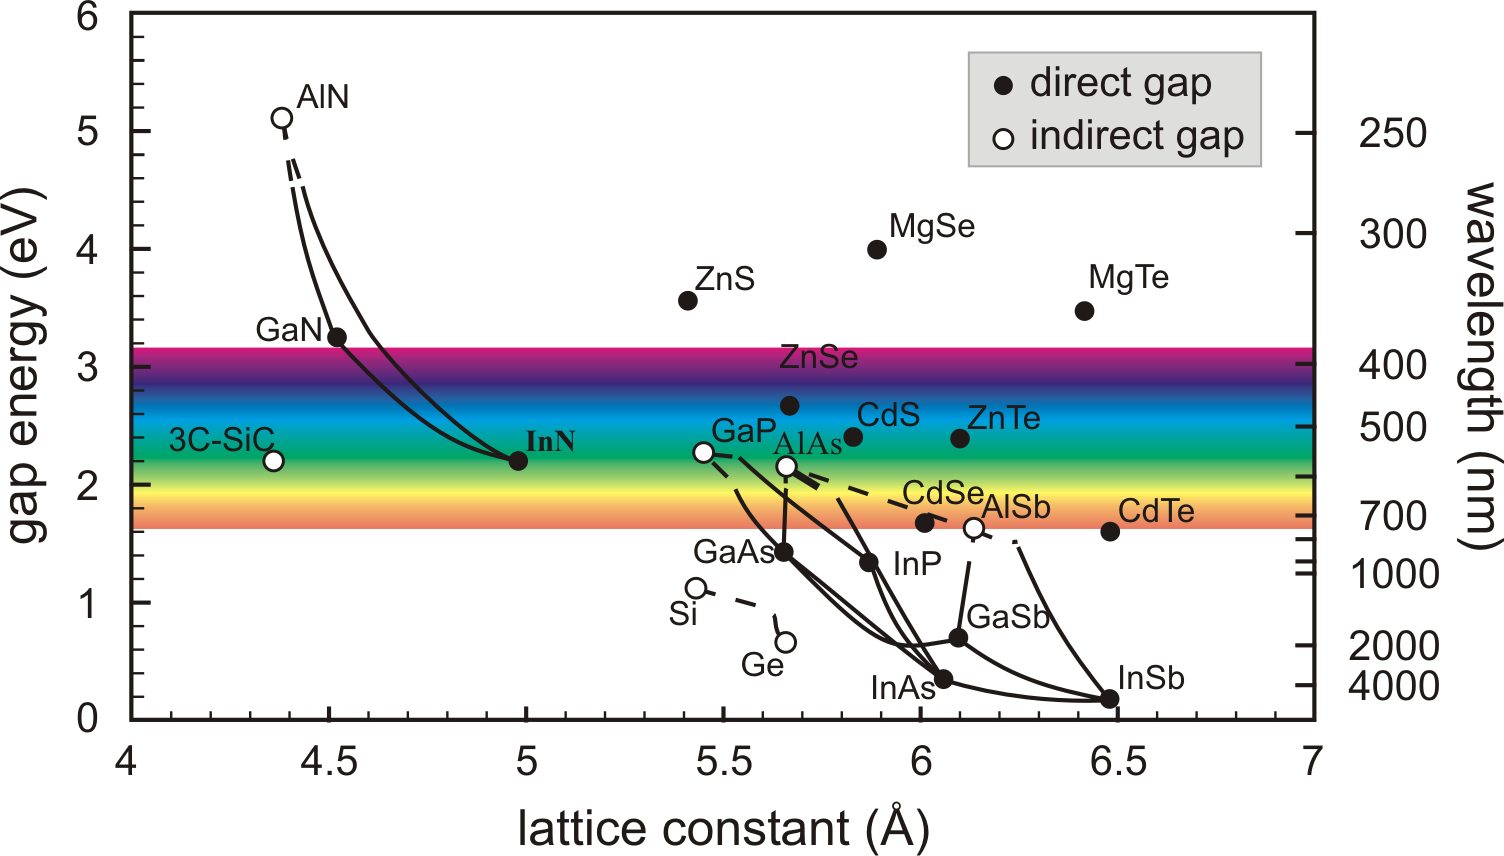 6
5
4
3
2
1
0
gap energy (eV)
direct gap
indirect gap
AlN
MgSe
ZnS
MgTe
GaN
ZnSe
CdS
ZnTe
3C-SiC
InN
GaP
AlAs
CdSe
AlSb
CdTe
GaAs
InP
Si
GaSb
Ge
InAs
InSb
250
300
400
500
700
1000
2000
4000
wavelength (nm)
4
4.5
5
5.5
6
6.5
7
lattice constant (Å)